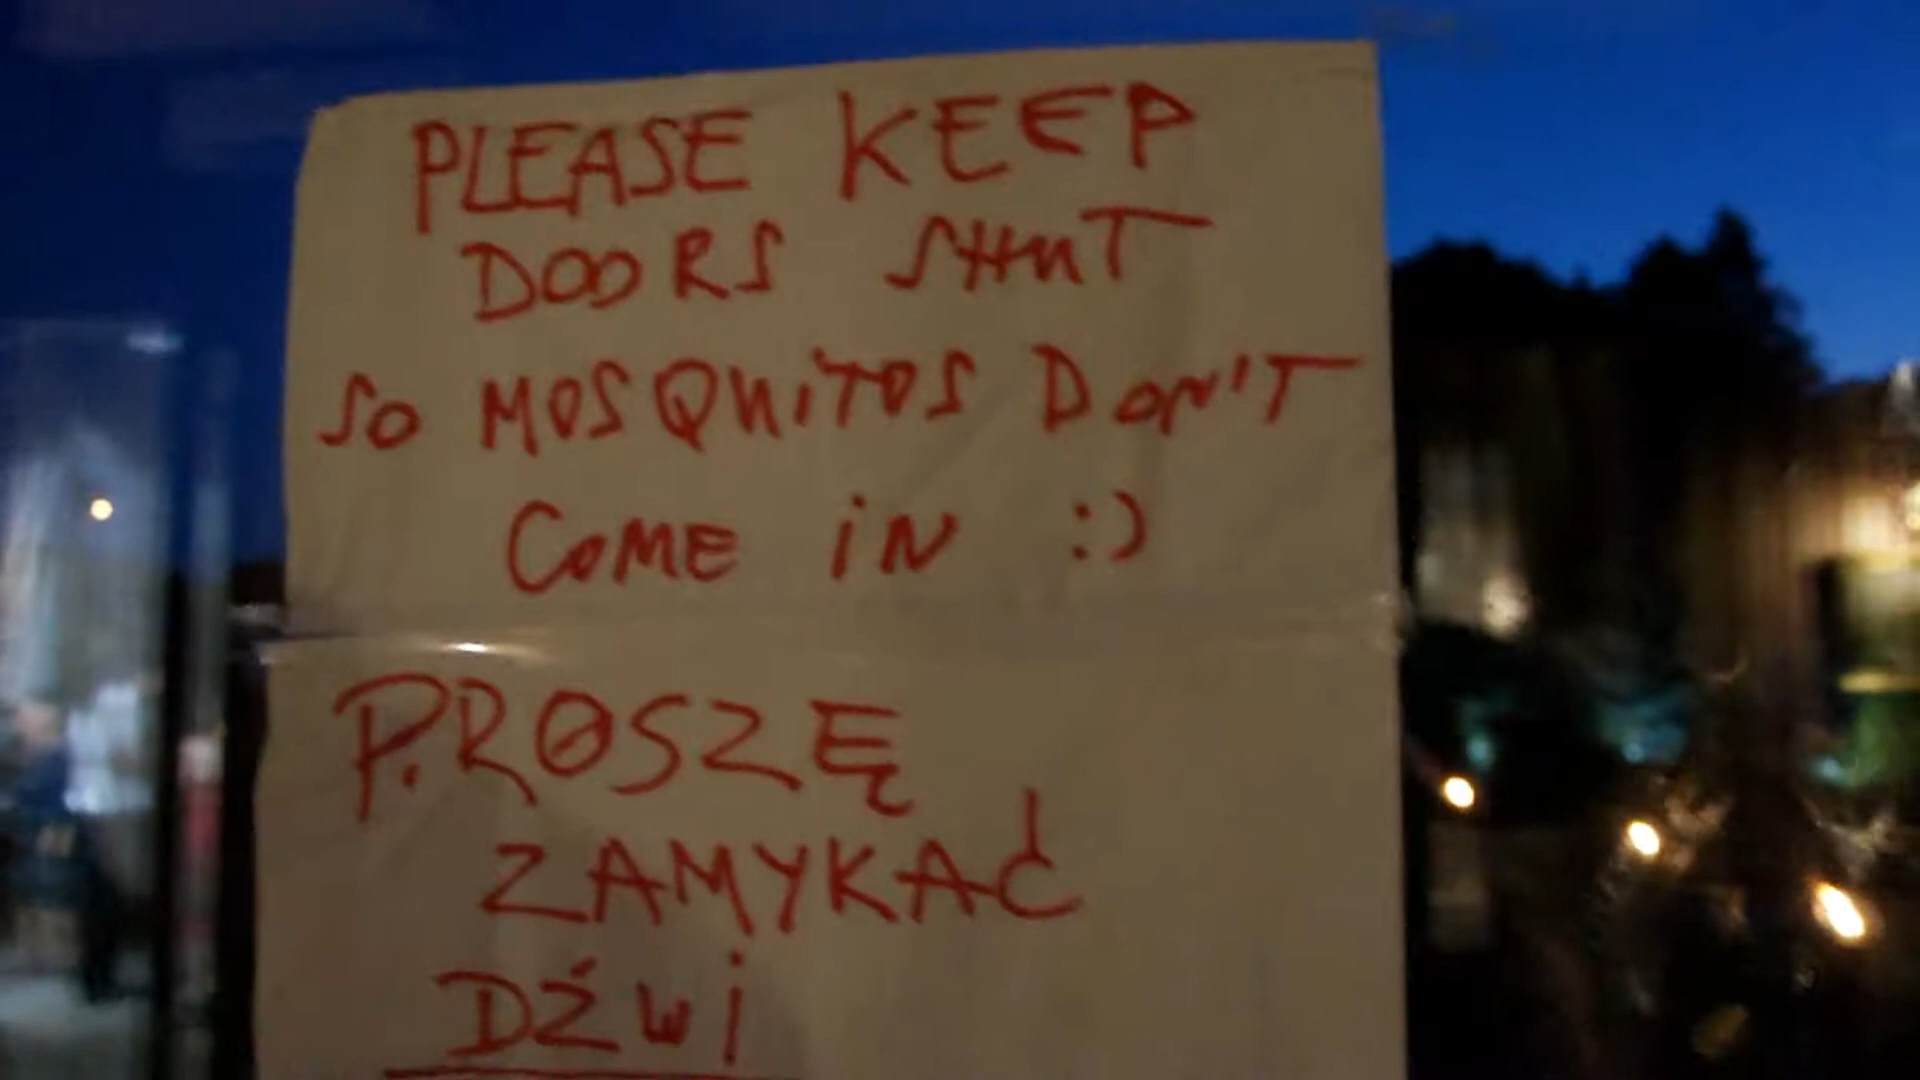 PLEASE KEEP
DOORS SHUT
SO MOSQUITOS DON'T
COME IN :)
PROSZĘ
ZAMYKAĆ
DŹWI